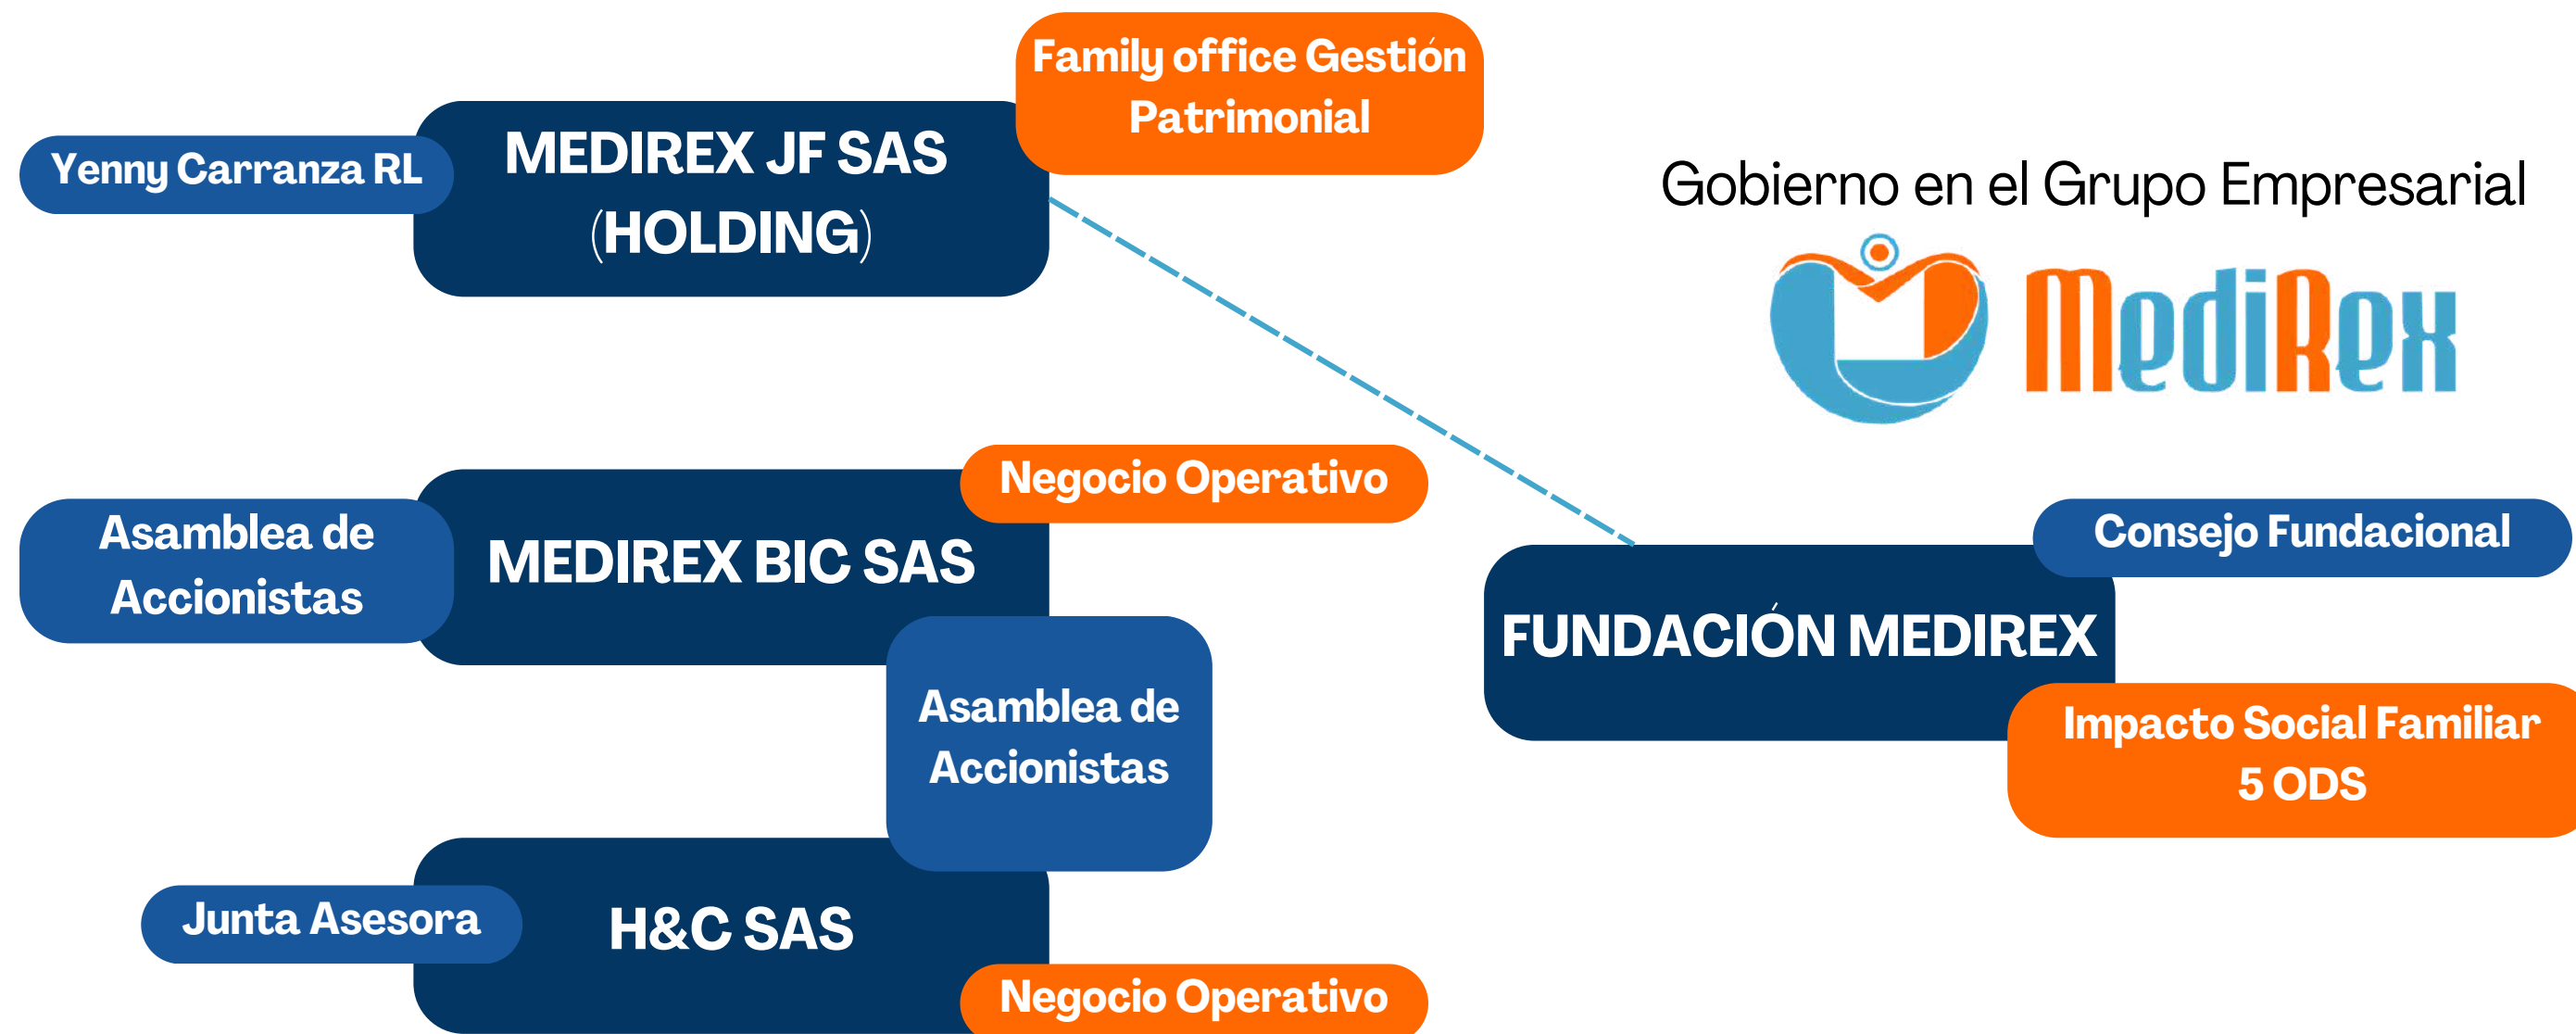 Family office Gestión
Patrimonial
Yenny Carranza RL
MEDIREX JF SAS
(HOLDING)
Gobierno en el Grupo Empresarial
MediRex
Negocio Operativo
Asamblea de
Accionistas
MEDIREX BIC SAS
Consejo Fundacional
FUNDACIÓN MEDIREX
Asamblea de
Accionistas
Impacto Social Familiar
5 ODS
Junta Asesora
H&C SAS
Negocio Operativo